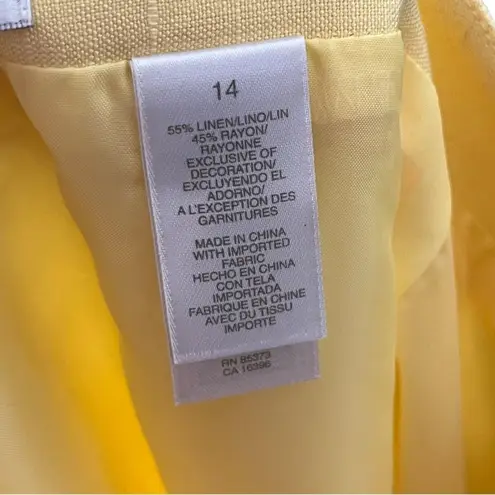 14
55% LINEN/LINO/LIN
45% RAYON/
RAYONNE
EXCLUSIVE OF
DECORATION/
EXCLUYENDO EL
ADORNO/
A L'EXCEPTION DES
GARNITURES
MADE IN CHINA
WITH IMPORTED
FABRIC
HECHO EN CHINA
CON TELA
IMPORTADA
FABRIQUE EN CHINE
AVEC DU TISSU
IMPORTE
RN 85373
CA 16396